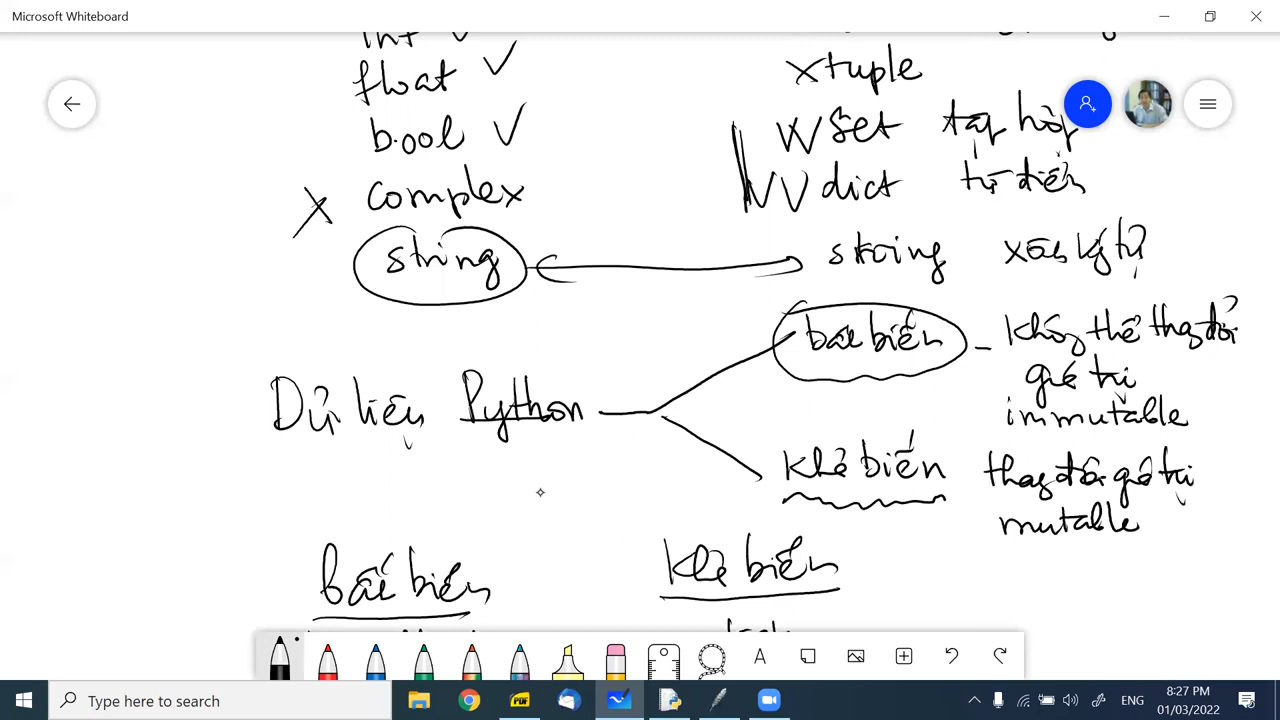 Microsoft Whiteboard
int ✓
float ✓
xtuple
bool ✓
set tập hợp
X complex
dict từ điển
string
string xâu ký tự
bất biến - Không thể thay đổi
giá trị
immutable
Dữ liệu Python
Khả biến thay đổi giá trị
mutable
bất biến Khả biến
Type here to search
ENG
8:27 PM
01/03/2022